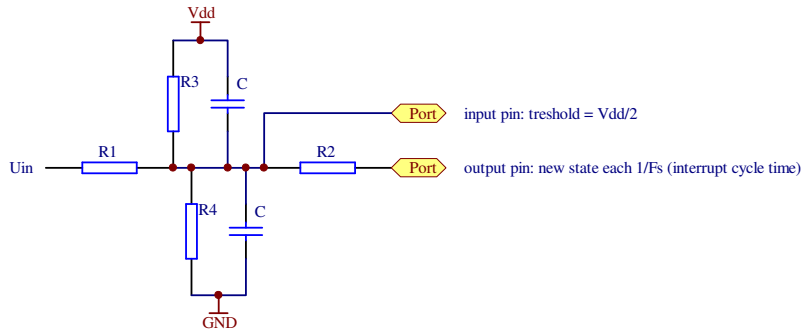 Vdd
R3
C
Port
input pin: treshold = Vdd/2
R1
R2
Uin
Port
output pin: new state each 1/Fs (interrupt cycle time)
R4
C
GND